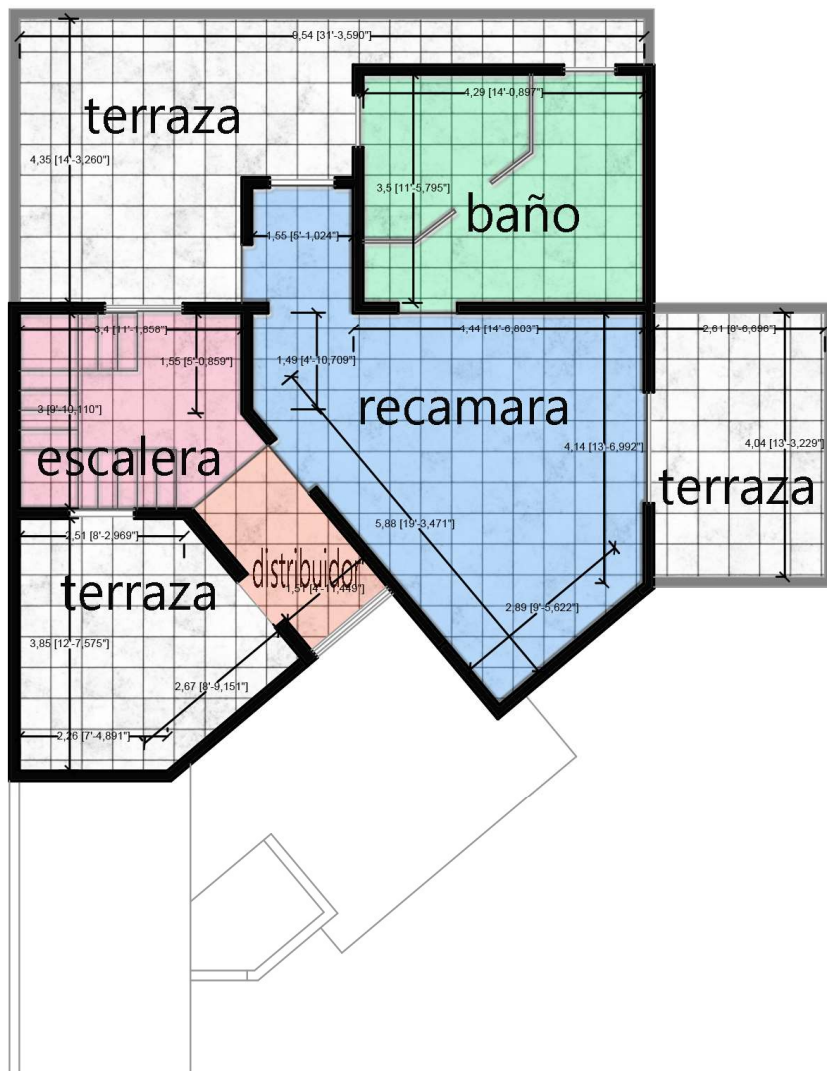 9,54 [31'-3,590"]
terraza
4,29 [14'-0,897"]
4,35 [14'-3,260"]
3,5 [11'-5,795"]
baño
1,55 [5'-1,024"]
3,4 [11'-1,858"]
4,44 [14'-6,803"]
2,61 [8'-6,696"]
1,55 [5'-0,859"]
1,49 [4'-10,709"]
recamara
3 [9'-10,110"]
4,14 [13'-6,992"]
4,04 [13'-3,229"]
escalera
terraza
5,88 [19'-3,471"]
2,51 [8'-2,969"]
distribuidor
terraza
1,51 [4'-11,449"]
2,89 [9'-5,622"]
3,85 [12'-7,575"]
2,67 [8'-9,151"]
2,26 [7'-4,891"]